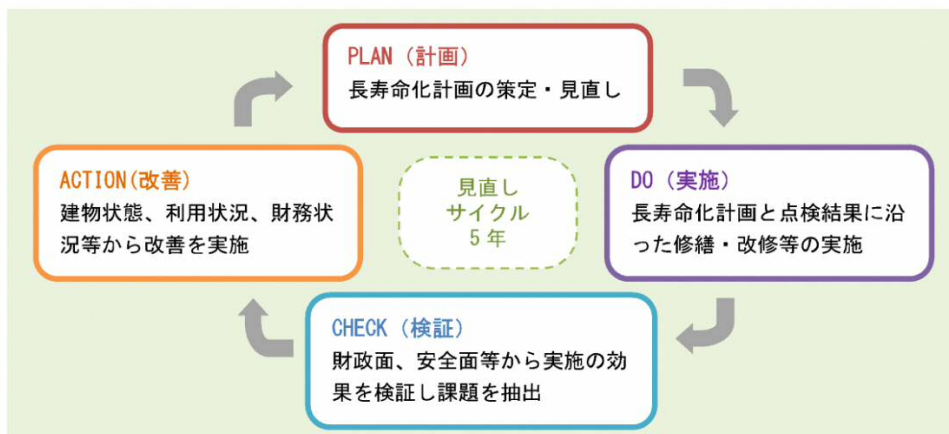 PLAN（計画）
長寿命化計画の策定・見直し
ACTION(改善)
建物状態、利用状況、財務状
況等から改善を実施
見直し
サイクル
5 年
DO（実施）
長寿命化計画と点検結果に沿
った修繕・改修等の実施
CHECK（検証）
財政面、安全面等から実施の効
果を検証し課題を抽出